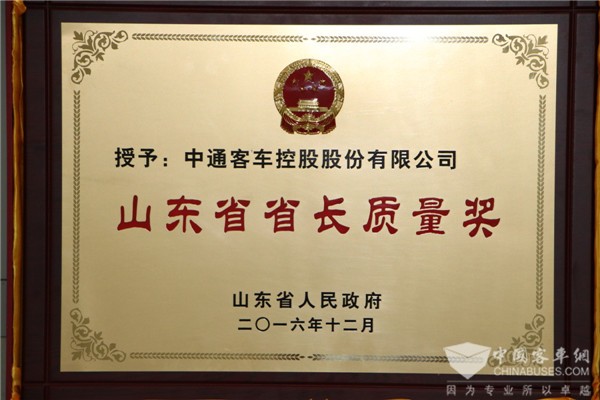 授予：中通客车控股股份有限公司
山东省省长质量奖
山东省人民政府
二〇一六年十二月
中国客车網
CHINABUSES.COM
因为专业所以卓越